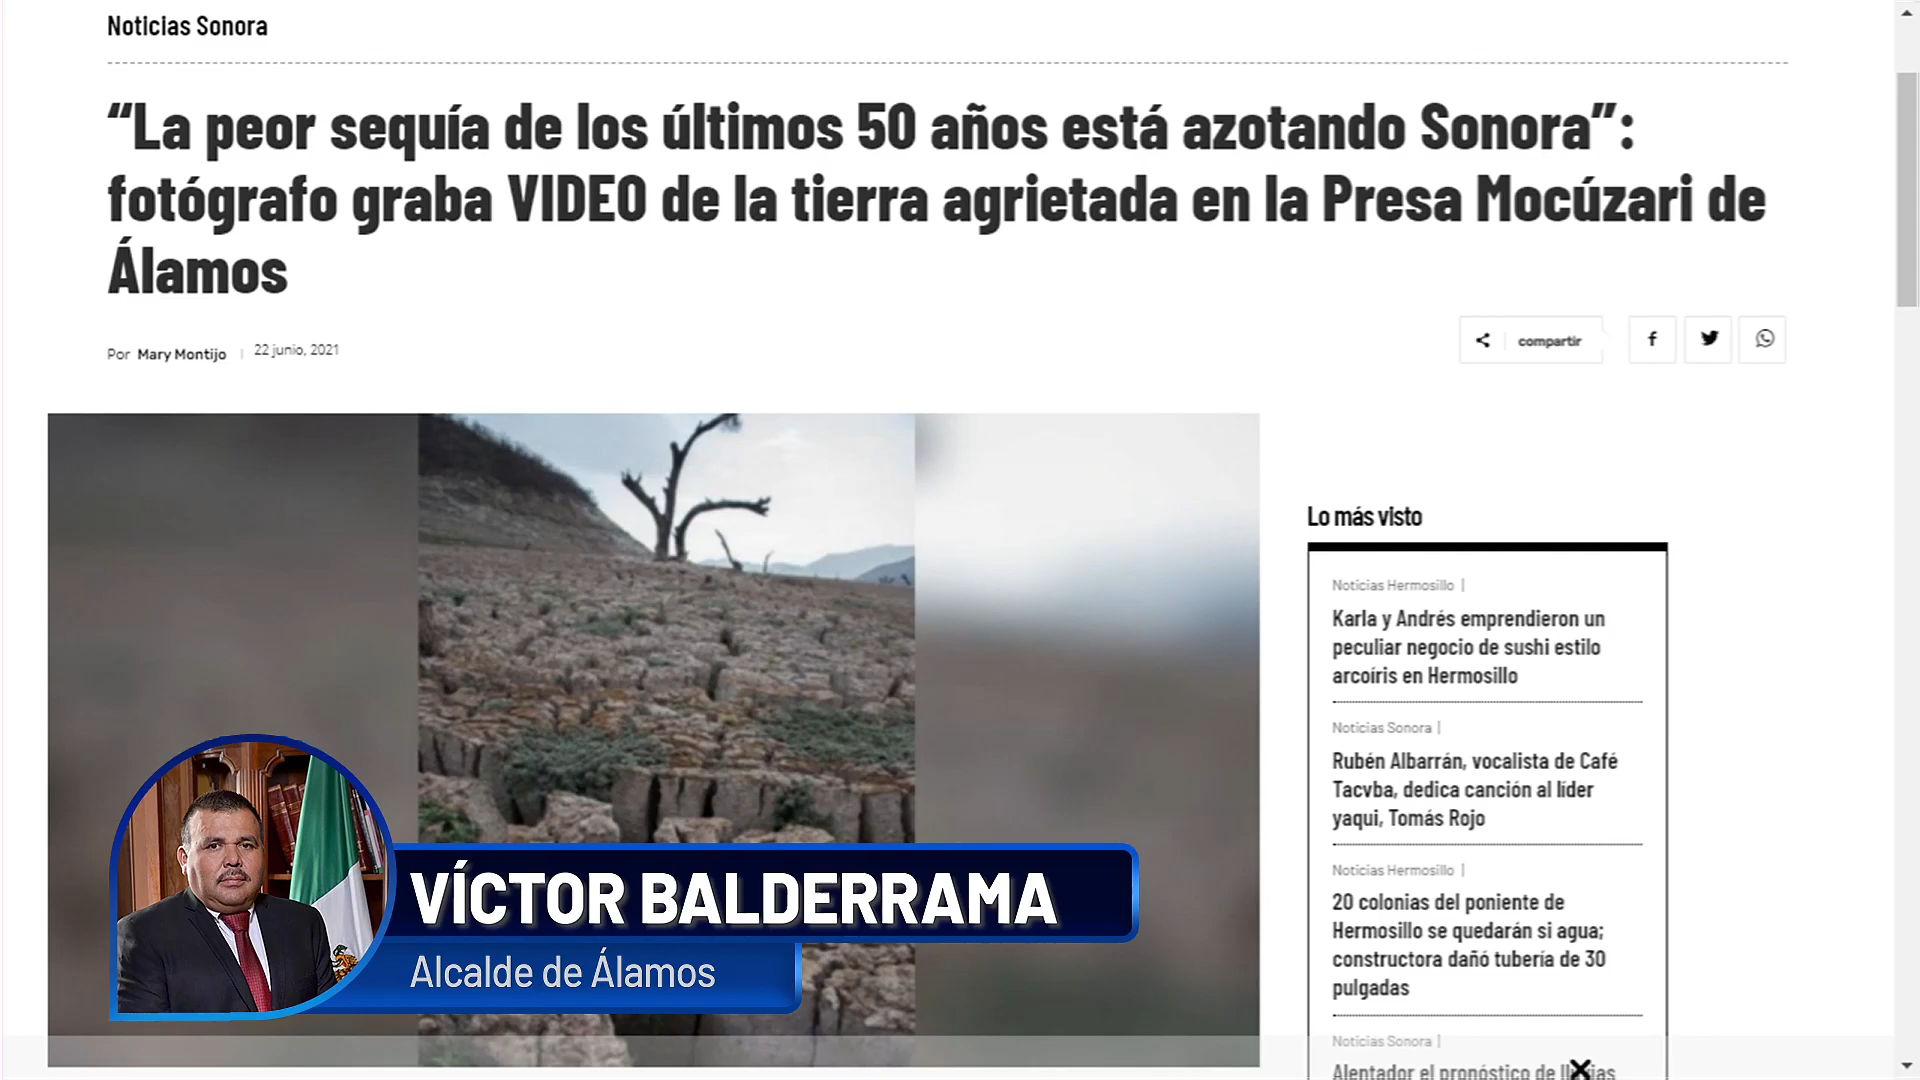 Noticias Sonora
“La peor sequía de los últimos 50 años está azotando Sonora”:
fotógrafo graba VIDEO de la tierra agrietada en la Presa Mocúzari de
Álamos
Por Mary Montijo | 22 junio, 2021
compartir
Lo más visto
Noticias Hermosillo |
Karla y Andrés emprendieron un
peculiar negocio de sushi estilo
arcoíris en Hermosillo
Noticias Sonora |
Rubén Albarrán, vocalista de Café
Tacvba, dedica canción al líder
yaqui, Tomás Rojo
Noticias Hermosillo |
20 colonias del poniente de
Hermosillo se quedarán si agua;
constructora dañó tubería de 30
pulgadas
Noticias Sonora |
Alentador el pronóstico de
VÍCTOR BALDERRAMA
Alcalde de Álamos